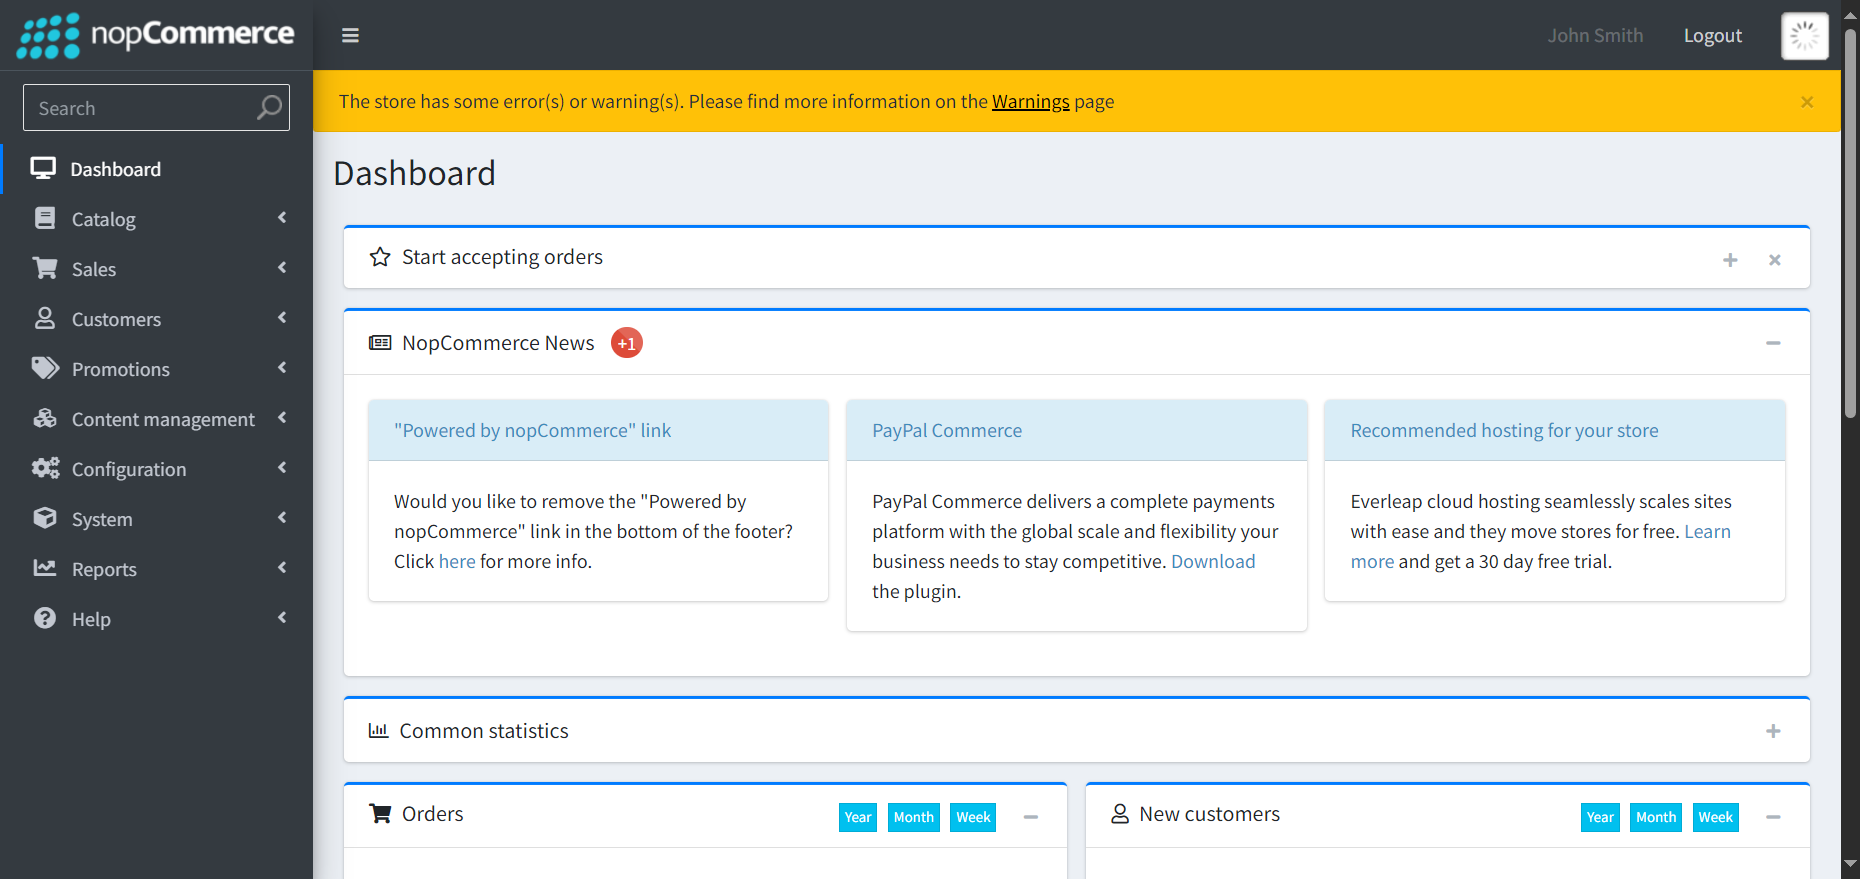 nopCommerce
John Smith
Logout
Search
The store has some error(s) or warning(s). Please find more information on the Warnings page
×
Dashboard
Catalog
Sales
Customers
Promotions
Content management
Configuration
System
Reports
Help
Dashboard
Start accepting orders
NopCommerce News +1
"Powered by nopCommerce" link
Would you like to remove the "Powered by
nopCommerce" link in the bottom of the footer?
Click here for more info.
PayPal Commerce
PayPal Commerce delivers a complete payments
platform with the global scale and flexibility your
business needs to stay competitive. Download
the plugin.
Recommended hosting for your store
Everleap cloud hosting seamlessly scales sites
with ease and they move stores for free. Learn
more and get a 30 day free trial.
Common statistics
Orders
Year Month Week
New customers
Year Month Week